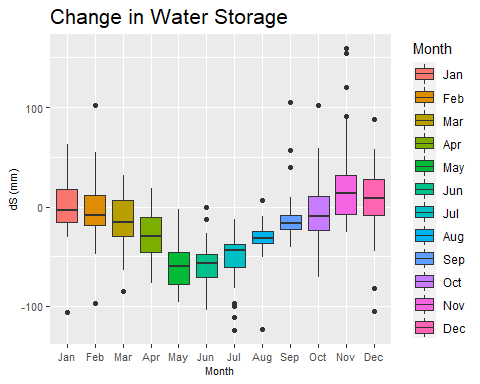 Change in Water Storage
dS (mm)
100
0
-100
Jan Feb Mar Apr May Jun Jul Aug Sep Oct Nov Dec
Month
Month
Jan
Feb
Mar
Apr
May
Jun
Jul
Aug
Sep
Oct
Nov
Dec